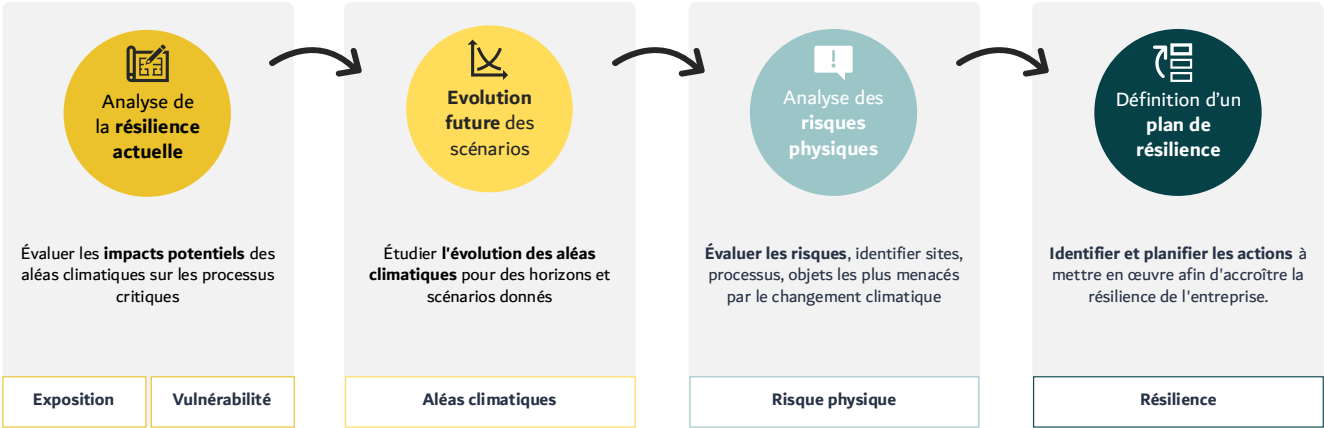 Analyse de
la résilience
actuelle
Évaluer les impacts potentiels des
aléas climatiques sur les processus
critiques
Exposition
Vulnérabilité
Evolution
future des
scénarios
Étudier l'évolution des aléas
climatiques pour des horizons et
scénarios donnés
Aléas climatiques
Analyse des
risques
physiques
Évaluer les risques, identifier sites,
processus, objets les plus menacés
par le changement climatique
Risque physique
Définition d'un
plan de
résilience
Identifier et planifier les actions à
mettre en œuvre afin d'accroître la
résilience de l'entreprise.
Résilience